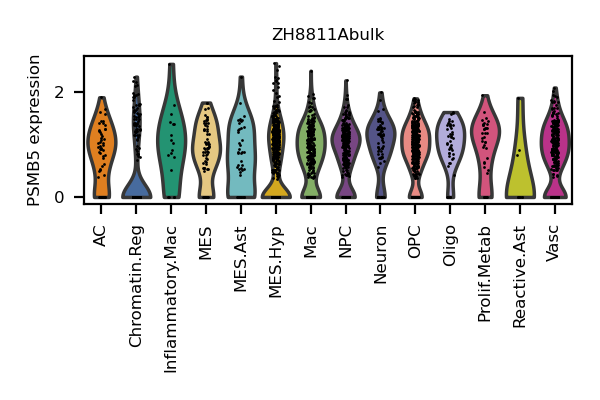 ZH8811Abulk
PSMB5 expression
2
0
AC
Chromatin.Reg
Inflammatory.Mac
MES
MES.Ast
MES.Hyp
Mac
NPC
Neuron
OPC
Oligo
Prolif.Metab
Reactive.Ast
Vasc